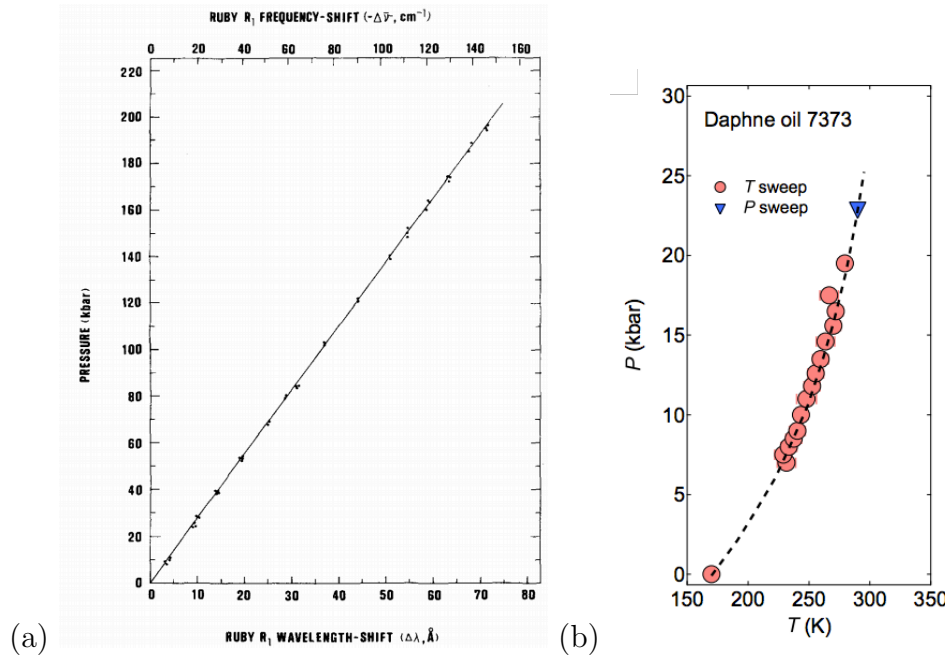 RUBY R₁ FREQUENCY-SHIFT (-Δν̄, cm⁻¹)
0 20 40 60 80 100 120 140 160
220
200
180
160
140
120
100
80
60
40
20
0
PRESSURE (kbar)
0 10 20 30 40 50 60 70 80
RUBY R₁ WAVELENGTH-SHIFT (Δλ, Å)
(a)
Daphne oil 7373
T sweep
P sweep
30
25
20
15
10
5
0
P (kbar)
150 200 250 300 350
T (K)
(b)